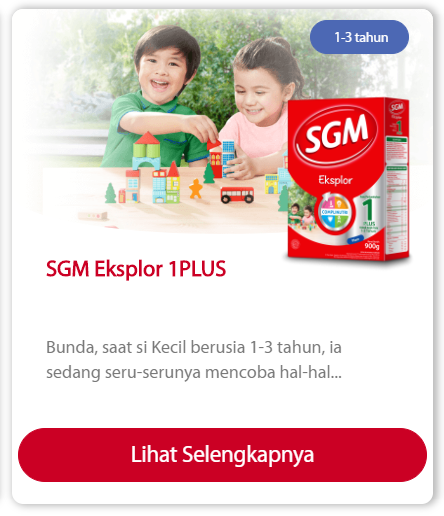 1-3 tahun
SGM
Eksplor
COMPLINUTRI
1
PLUS
900g
SGM Eksplor 1PLUS
Bunda, saat si Kecil berusia 1-3 tahun, ia
sedang seru-serunya mencoba hal-hal...
Lihat Selengkapnya